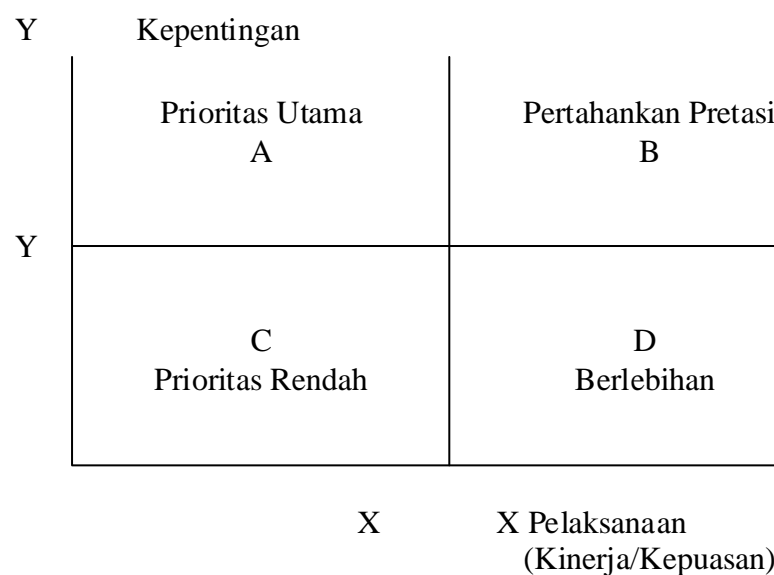 Y Kepentingan
Prioritas Utama
A
Pertahankan Pretasi
B
Y
C
Prioritas Rendah
D
Berlebihan
X X Pelaksanaan
(Kinerja/Kepuasan)